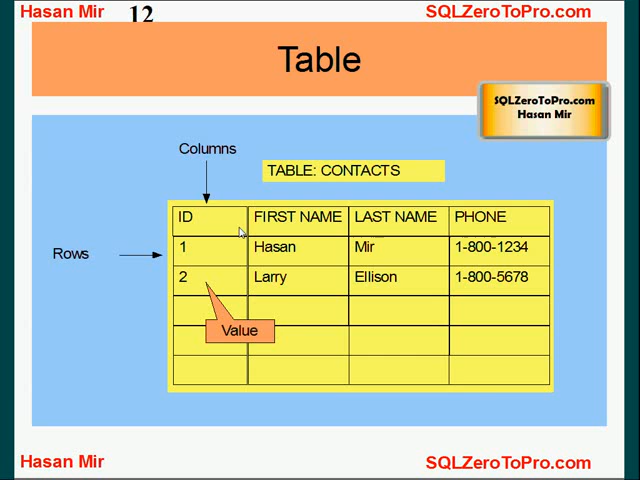 Hasan Mir 12 SQLZeroToPro.com
Table
SQLZeroToPro.com
Hasan Mir
Columns
TABLE: CONTACTS
ID FIRST NAME LAST NAME PHONE
Rows
1 Hasan Mir 1-800-1234
2 Larry Ellison 1-800-5678
Value
Hasan Mir SQLZeroToPro.com